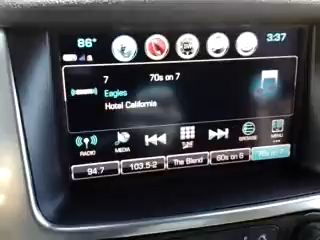 86°
3:37
7 70s on 7
Eagles
Hotel California
RADIO MEDIA BROWSE MENU
94.7 103.5-2 The Blend 60s on 6 70s on 7